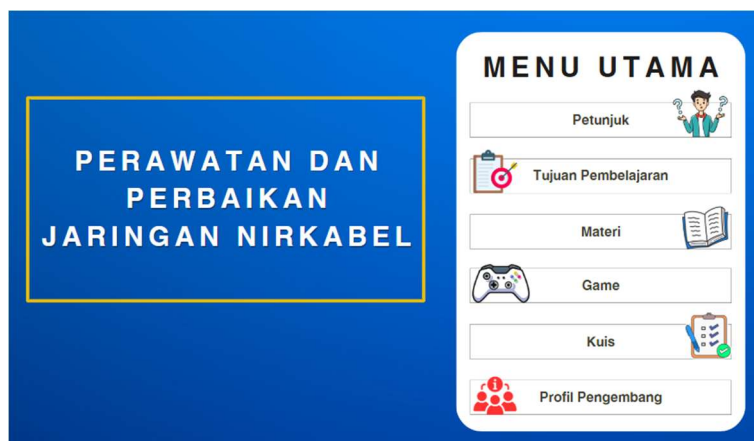 PERAWATAN DAN
PERBAIKAN
JARINGAN NIRKABEL
MENU UTAMA
Petunjuk
Tujuan Pembelajaran
Materi
Game
Kuis
Profil Pengembang